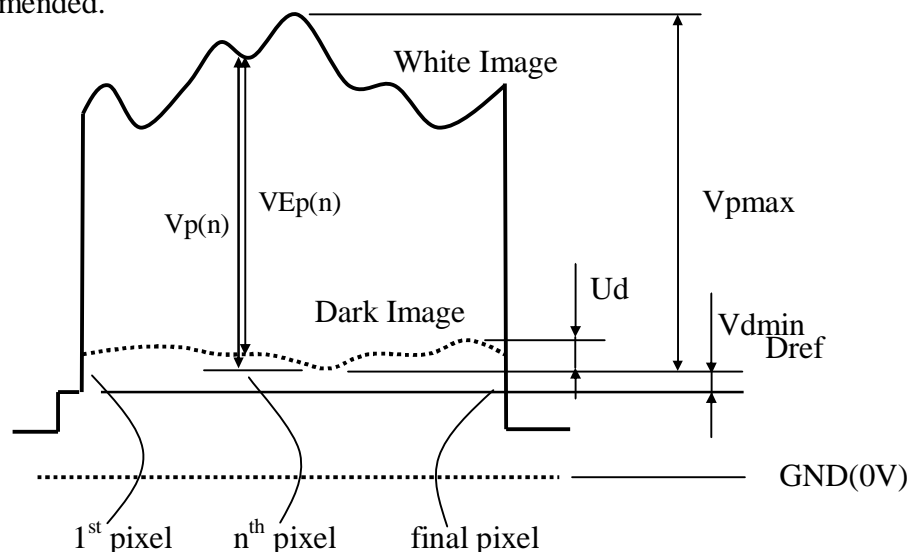 mended.
White Image
VEp(n)
Vp(n)
Vpmax
Ud
Dark Image
Vdmin
Dref
GND(0V)
1st pixel
nth pixel
final pixel